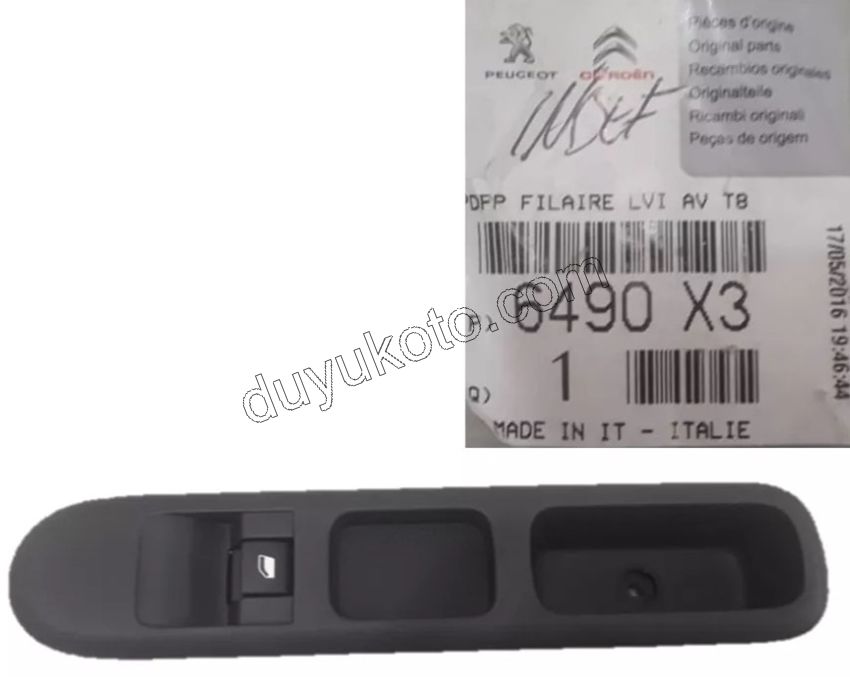 Pièces d'origine
Original parts
Recambios originales
Originalteile
Ricambi originali
Peças de origem
PEUGEOT
CITROËN
PDFP FILAIRE LVI AV T8
P) 6490 X3
Q) 1
MADE IN IT - ITALIE
17/05/2016 19:46:44
duyukoto.com